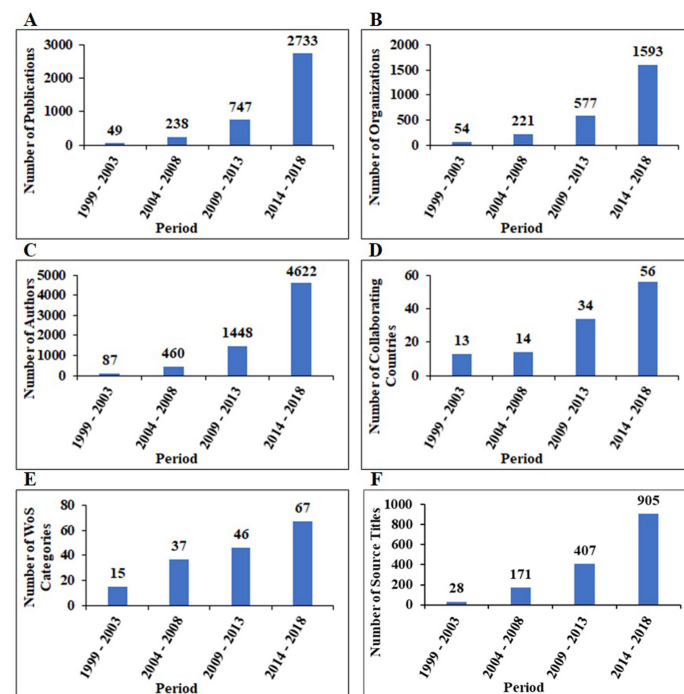 A
Number of Publications
3000
2000
1000
0
49
238
747
2733
1999 - 2003
2004 - 2008
2009 - 2013
2014 - 2018
Period
B
Number of Organizations
2000
1500
1000
500
0
54
221
577
1593
1999 - 2003
2004 - 2008
2009 - 2013
2014 - 2018
Period
C
Number of Authors
5000
4000
3000
2000
1000
0
87
460
1448
4622
1999 - 2003
2004 - 2008
2009 - 2013
2014 - 2018
Period
D
Number of Collaborating
Countries
60
40
20
0
13
14
34
56
1999 - 2003
2004 - 2008
2009 - 2013
2014 - 2018
Period
E
Number of WoS
Categories
80
60
40
20
0
15
37
46
67
1999 - 2003
2004 - 2008
2009 - 2013
2014 - 2018
Period
F
Number of Source Titles
1000
800
600
400
200
0
28
171
407
905
1999 - 2003
2004 - 2008
2009 - 2013
2014 - 2018
Period